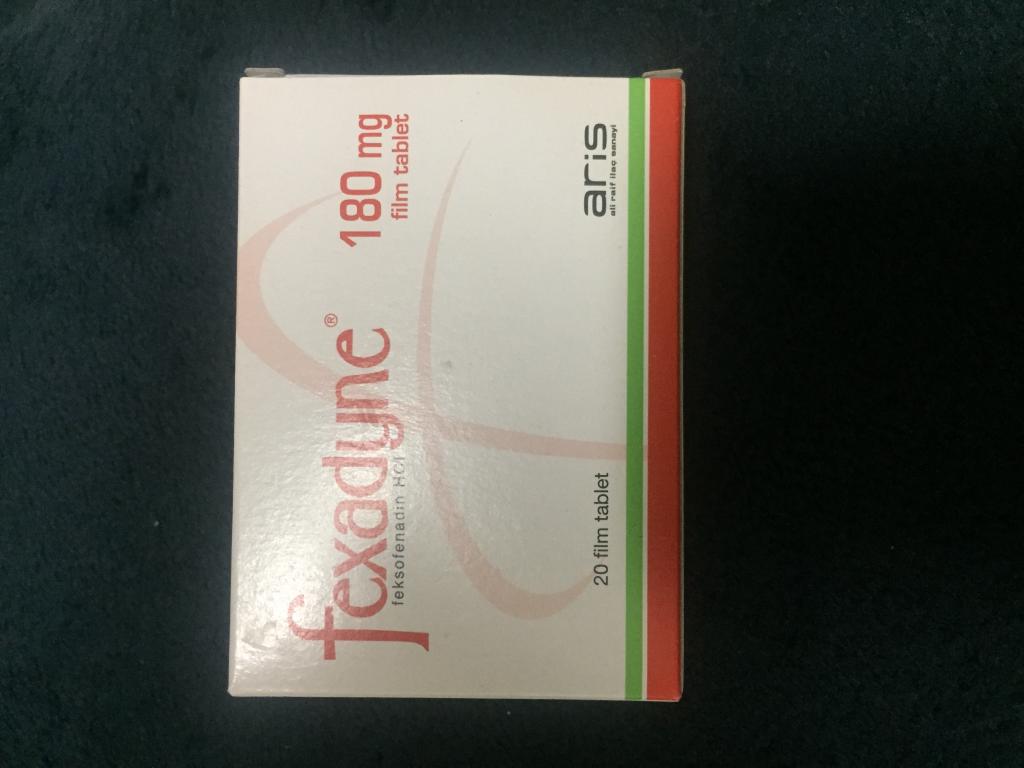 fexadyne®
feksofenadin HCl
180 mg
film tablet
20 film tablet
aris
ali raif ilaç sanayi